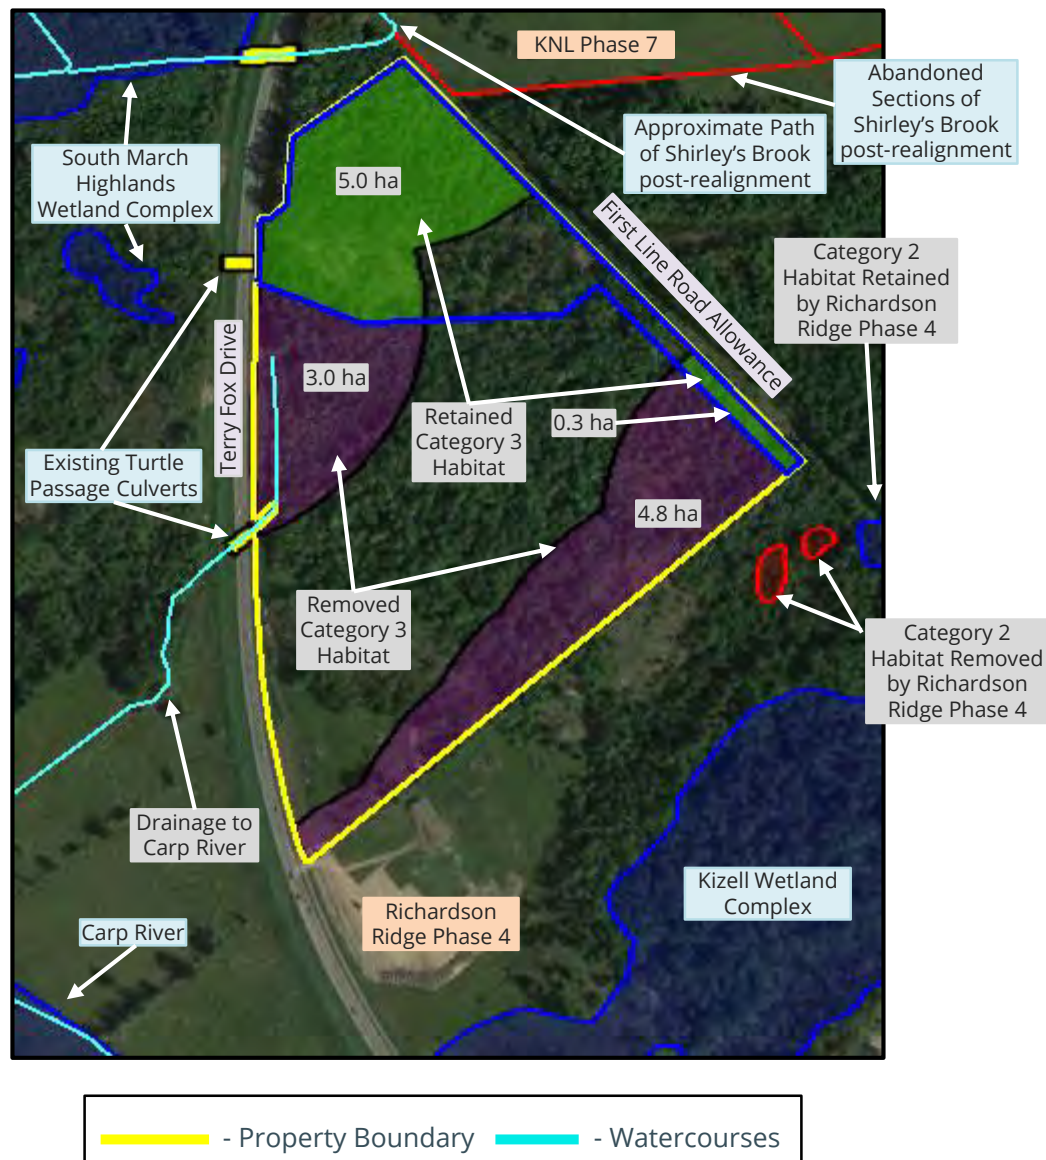 KNL Phase 7
Abandoned
Sections of
Shirley's Brook
post-realignment
Approximate Path
of Shirley's Brook
post-realignment
South March
Highlands
Wetland Complex
5.0 ha
First Line Road Allowance
Category 2
Habitat Retained
by Richardson
Ridge Phase 4
Terry Fox Drive
3.0 ha
Retained
Category 3
Habitat
0.3 ha
Existing Turtle
Passage Culverts
4.8 ha
Removed
Category 3
Habitat
Category 2
Habitat Removed
by Richardson
Ridge Phase 4
Drainage to
Carp River
Kizell Wetland
Complex
Richardson
Ridge Phase 4
Carp River
- Property Boundary
- Watercourses